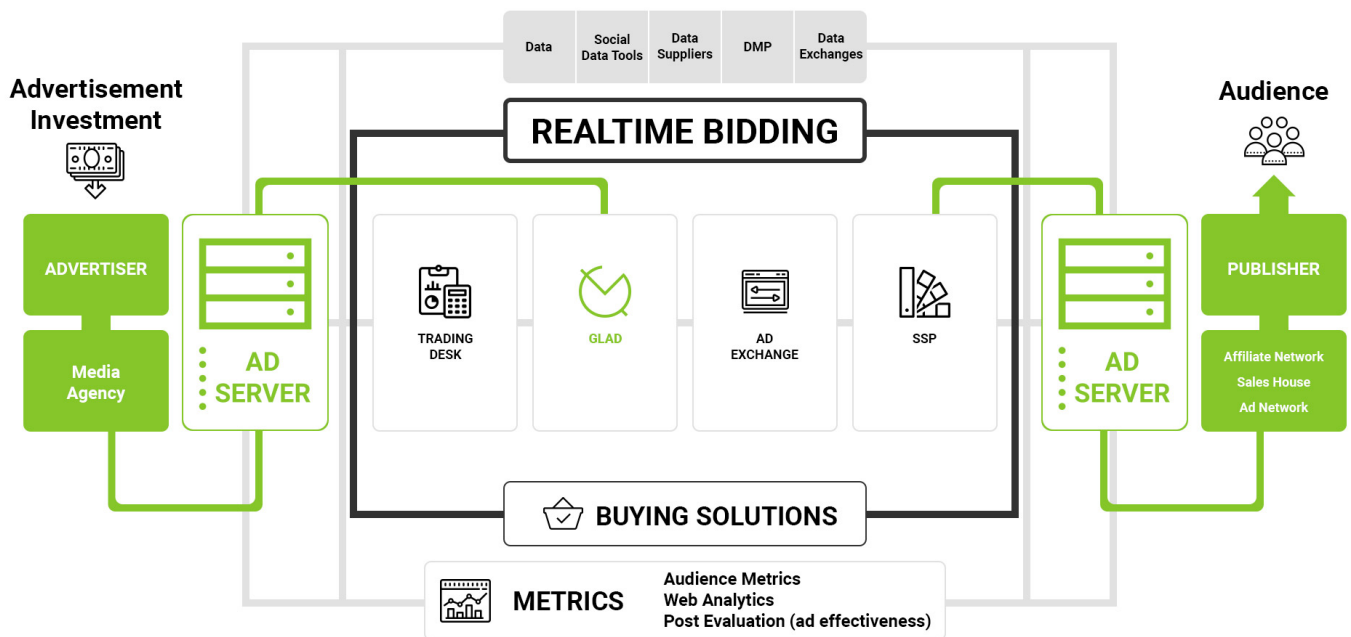 Data
Social
Data Tools
Data
Suppliers
DMP
Data
Exchanges
Advertisement
Investment
REALTIME BIDDING
Audience
ADVERTISER
Media
Agency
AD
SERVER
TRADING
DESK
GLAD
AD
EXCHANGE
SSP
AD
SERVER
PUBLISHER
Affiliate Network
Sales House
Ad Network
BUYING SOLUTIONS
METRICS
Audience Metrics
Web Analytics
Post Evaluation (ad effectiveness)